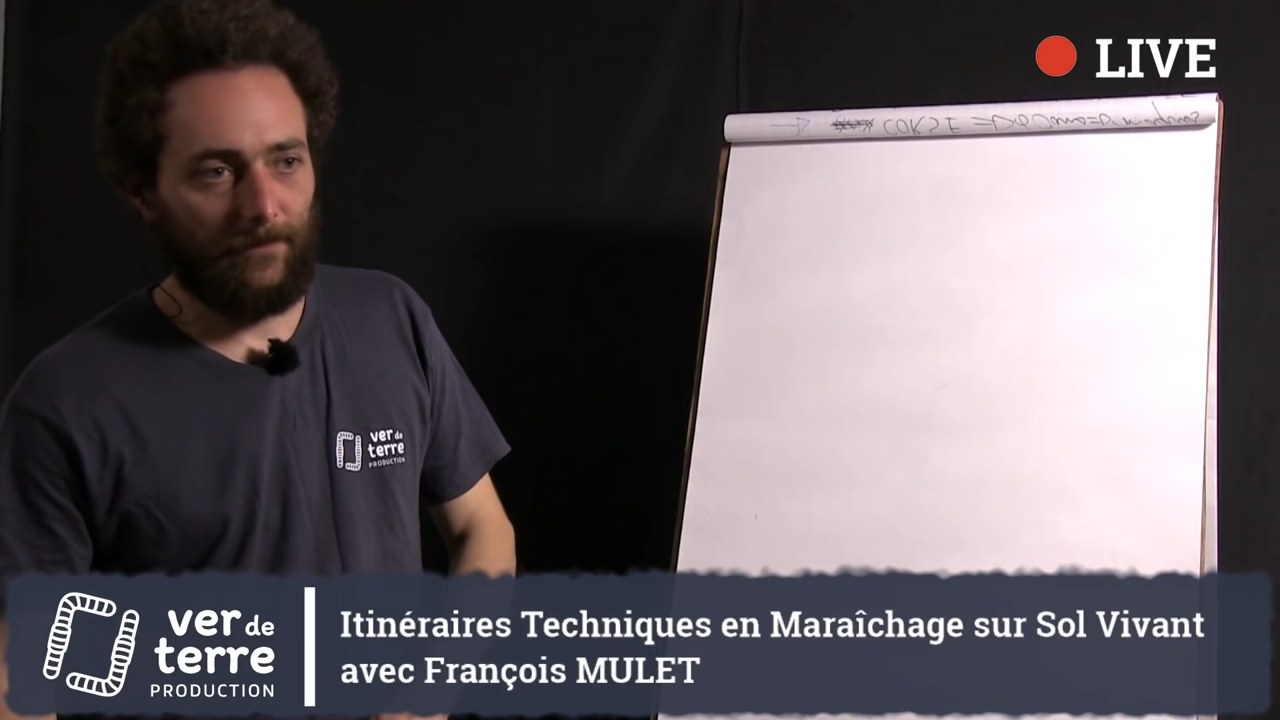 LIVE
CORSE
ver de
terre
PRODUCTION
ver de
terre
PRODUCTION
Itinéraires Techniques en Maraîchage sur Sol Vivant
avec François MULET